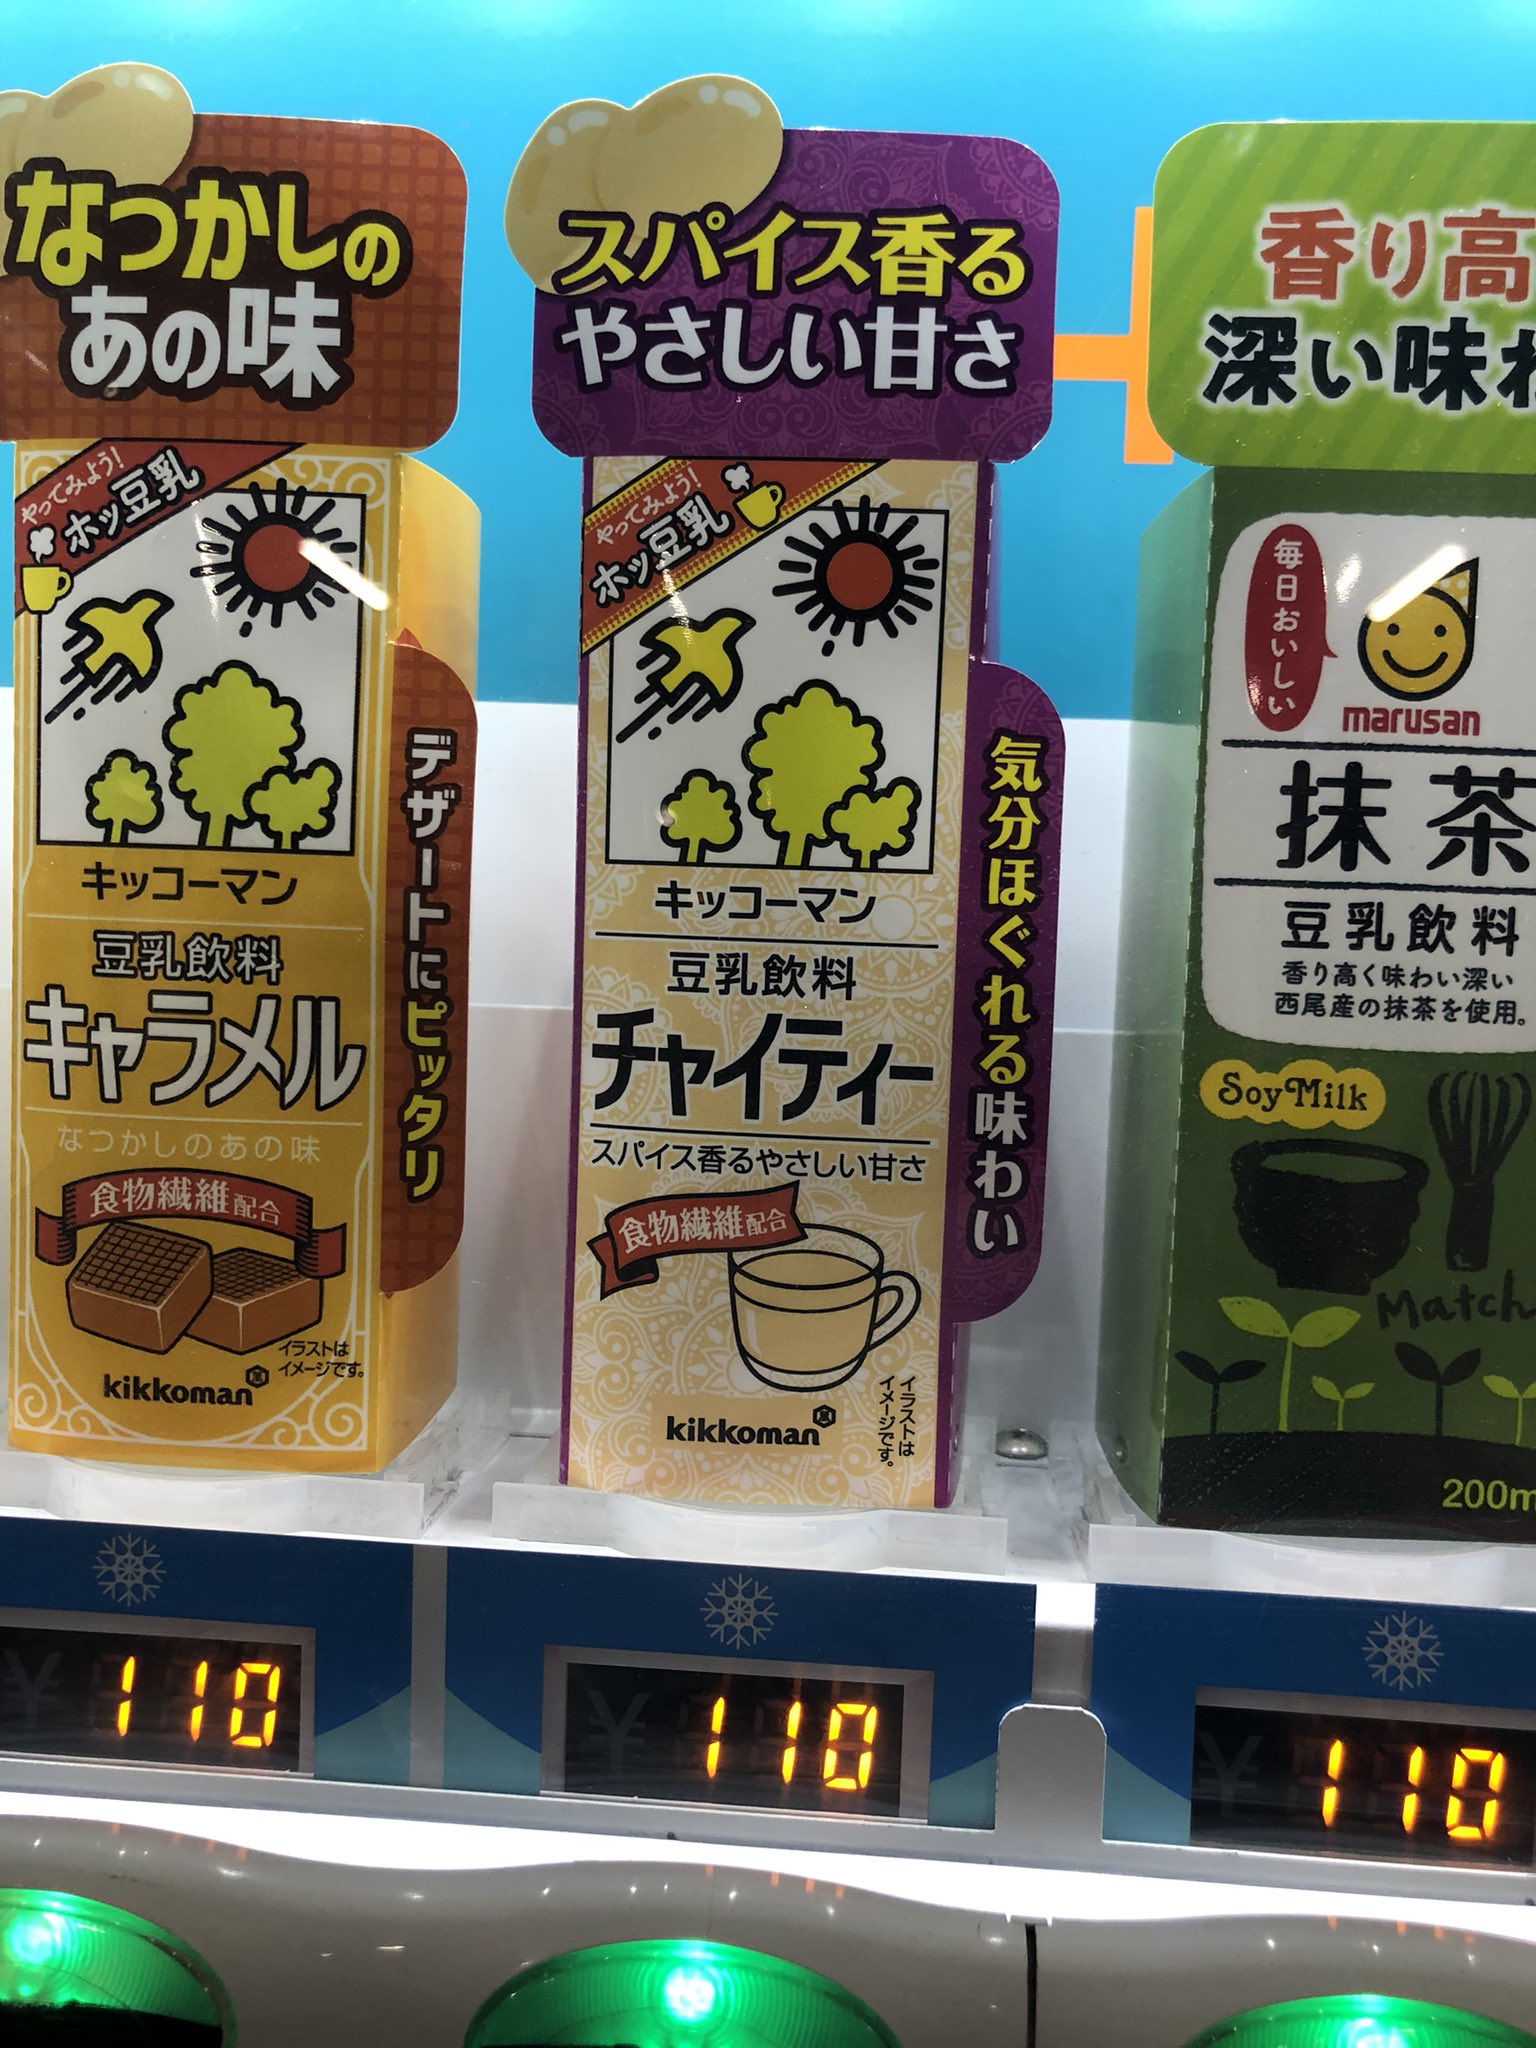 なつかしの
あの味
やってみよう!
ホッ豆乳
キッコーマン
豆乳飲料
キャラメル
なつかしのあの味
食物繊維配合
イラストは
イメージです。
kikkoman
デザートにピッタリ
110
スパイス香る
やさしい甘さ
やってみよう!
ホッ豆乳
キッコーマン
豆乳飲料
チャイティー
スパイス香るやさしい甘さ
食物繊維配合
イラストは
イメージです。
kikkoman
気分ほぐれる味わい
¥110
香り高
深い味わ
毎日おいしい
marusan
抹茶
豆乳飲料
香り高く味わい深い
西尾産の抹茶を使用。
Soy Milk
Match
200m
¥110